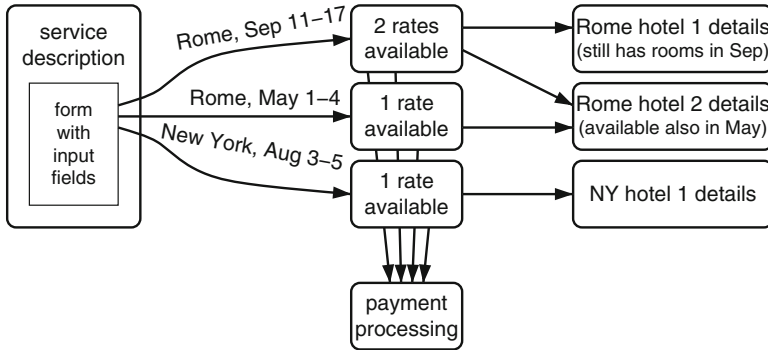 service
description
form
with
input
fields
Rome, Sep 11–17
Rome, May 1–4
New York, Aug 3–5
2 rates
available
1 rate
available
1 rate
available
payment
processing
Rome hotel 1 details
(still has rooms in Sep)
Rome hotel 2 details
(available also in May)
NY hotel 1 details